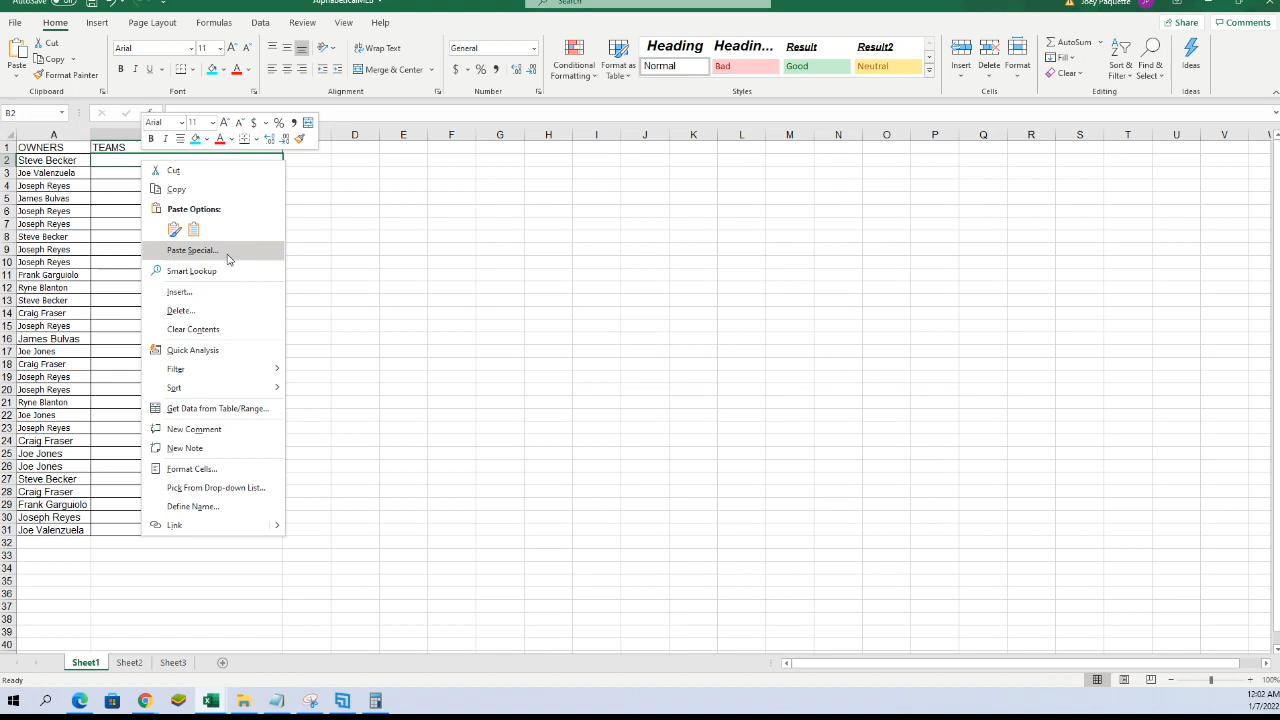 AutoSave Off AlphabeticalMLB Search Joey Paquette JP
File Home Insert Page Layout Formulas Data Review View Help Share Comments
Cut Arial 11 Wrap Text General Heading Headin... Result Result2 AutoSum
Copy Fill
Paste Format Painter B I U Merge & Center $ % Conditional Formatting Format as Table Normal Bad Good Neutral Insert Delete Format Clear Sort & Filter Find & Select Ideas
Clipboard Font Alignment Number Styles Cells Editing Ideas
B2
Arial 11 $ %
B I A
A D E F G H I J K L M N O P Q R S T U V
1 OWNERS TEAMS
2 Steve Becker
3 Joe Valenzuela
4 Joseph Reyes
5 James Bulvas
6 Joseph Reyes
7 Joseph Reyes
8 Steve Becker
9 Joseph Reyes
10 Joseph Reyes
11 Frank Garguiolo
12 Ryne Blanton
13 Steve Becker
14 Craig Fraser
15 Joseph Reyes
16 James Bulvas
17 Joe Jones
18 Craig Fraser
19 Joseph Reyes
20 Joseph Reyes
21 Ryne Blanton
22 Joe Jones
23 Joseph Reyes
24 Craig Fraser
25 Joe Jones
26 Joe Jones
27 Steve Becker
28 Craig Fraser
29 Frank Garguiolo
30 Joseph Reyes
31 Joe Valenzuela
32
33
34
35
36
37
38
39
40
Cut
Copy
Paste Options:
Paste Special...
Smart Lookup
Insert...
Delete...
Clear Contents
Quick Analysis
Filter
Sort
Get Data from Table/Range...
New Comment
New Note
Format Cells...
Pick From Drop-down List...
Define Name...
Link
Sheet1 Sheet2 Sheet3
Ready 100%
12:02 AM
1/7/2022